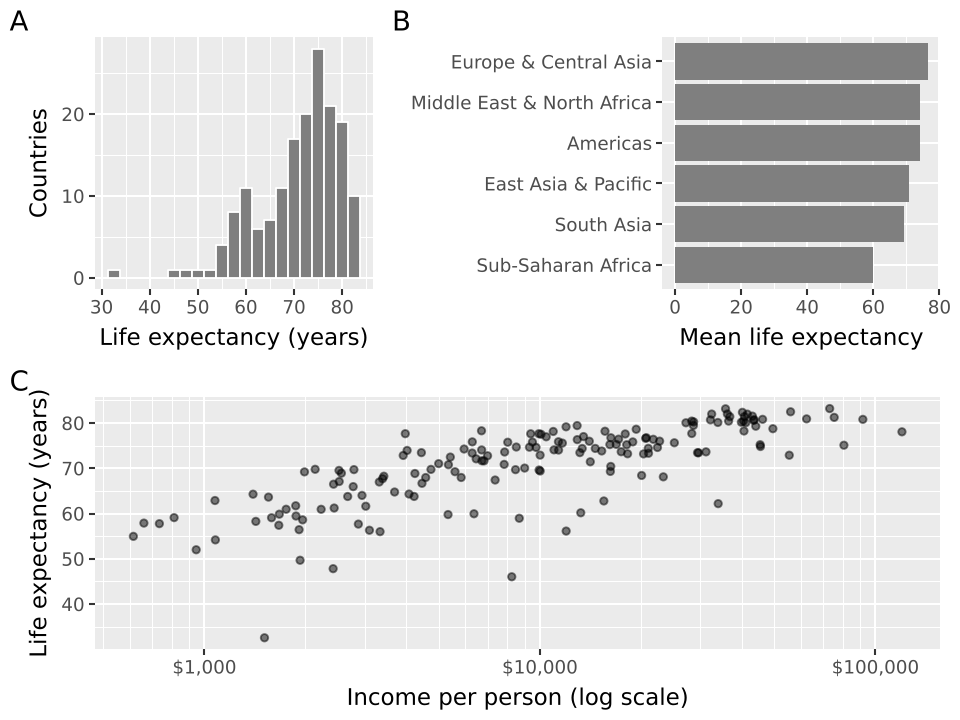 A
Countries
20
10
0
30 40 50 60 70 80
Life expectancy (years)
B
Europe & Central Asia
Middle East & North Africa
Americas
East Asia & Pacific
South Asia
Sub-Saharan Africa
0 20 40 60 80
Mean life expectancy
C
Life expectancy (years)
80
70
60
50
40
$1,000 $10,000 $100,000
Income per person (log scale)